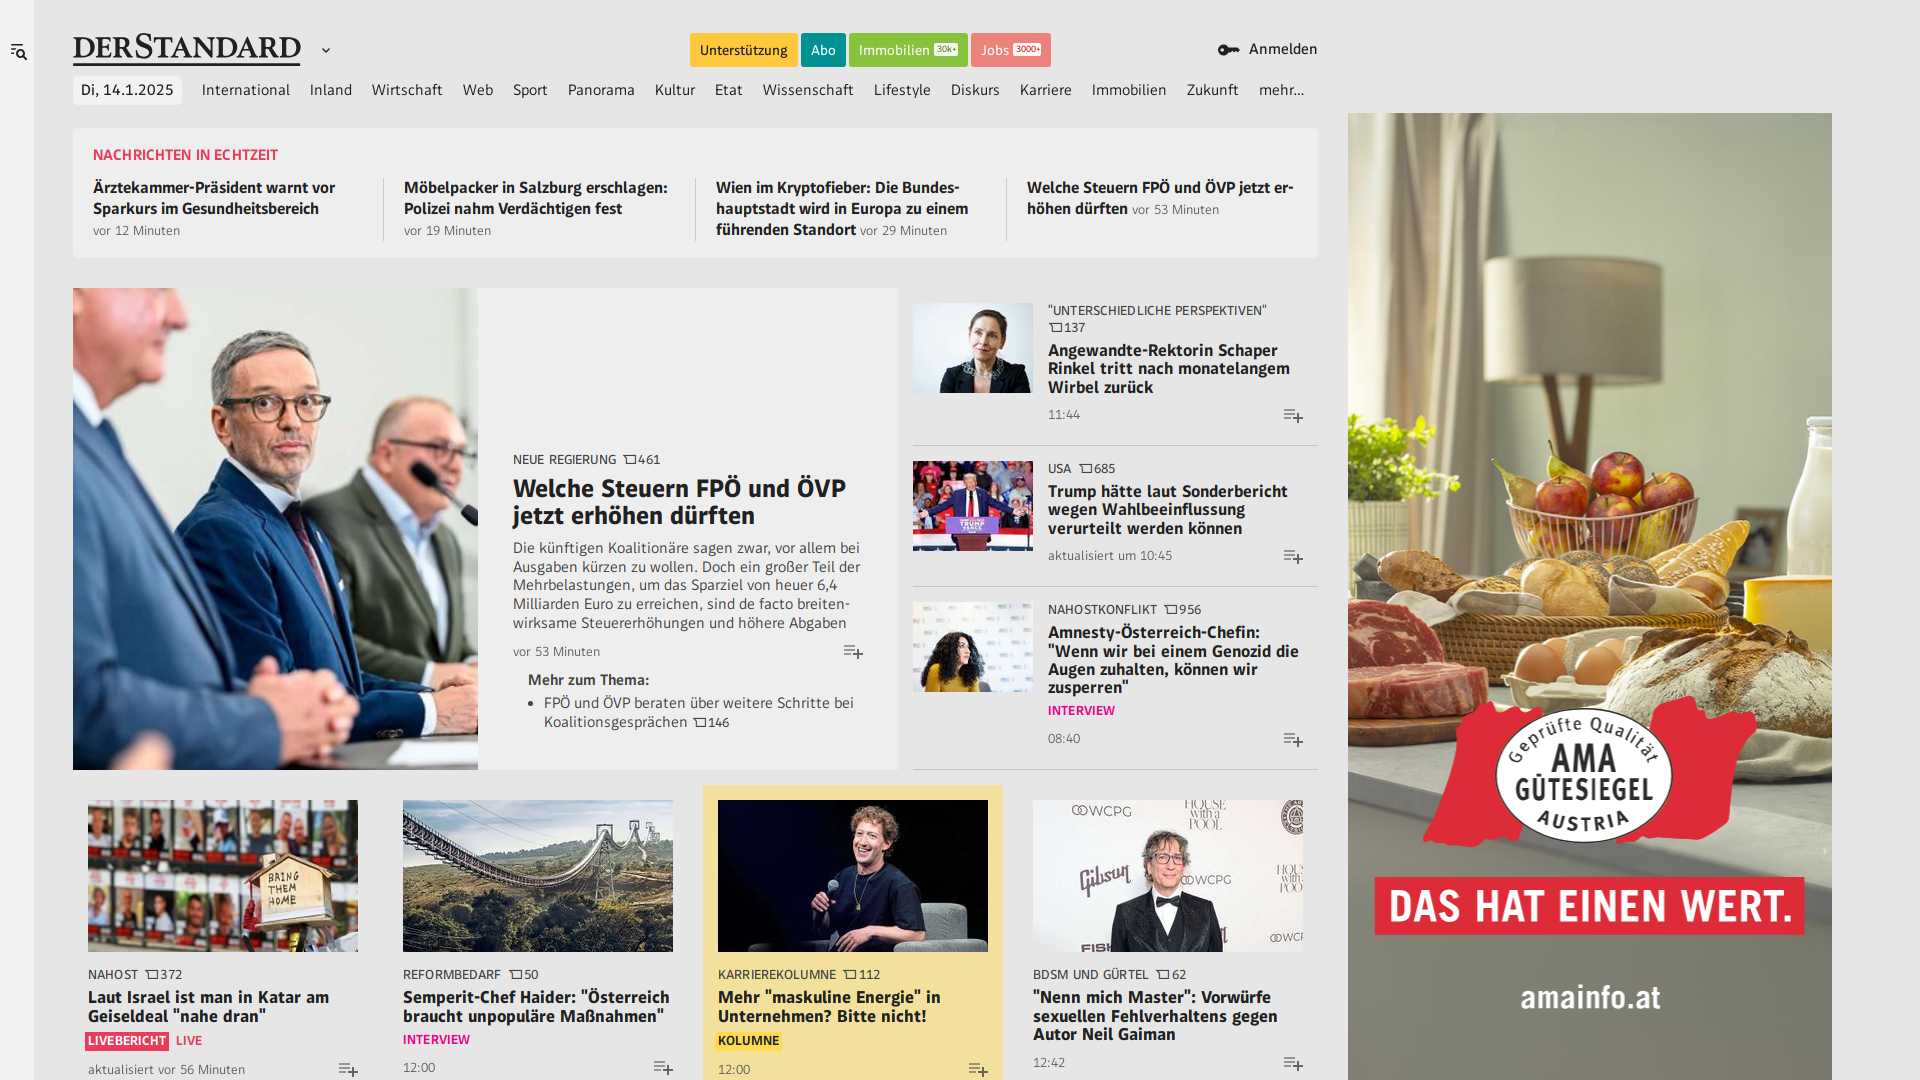 DERSTANDARD
Unterstützung
Abo
Immobilien 30k+
Jobs 3000+
Anmelden
Di, 14.1.2025
International
Inland
Wirtschaft
Web
Sport
Panorama
Kultur
Etat
Wissenschaft
Lifestyle
Diskurs
Karriere
Immobilien
Zukunft
mehr...
NACHRICHTEN IN ECHTZEIT
Ärztekammer-Präsident warnt vor
Sparkurs im Gesundheitsbereich
vor 12 Minuten
Möbelpacker in Salzburg erschlagen:
Polizei nahm Verdächtigen fest
vor 19 Minuten
Wien im Kryptofieber: Die Bundes-
hauptstadt wird in Europa zu einem
führenden Standort vor 29 Minuten
Welche Steuern FPÖ und ÖVP jetzt er-
höhen dürften vor 53 Minuten
NEUE REGIERUNG 461
Welche Steuern FPÖ und ÖVP
jetzt erhöhen dürften
Die künftigen Koalitionäre sagen zwar, vor allem bei
Ausgaben kürzen zu wollen. Doch ein großer Teil der
Mehrbelastungen, um das Sparziel von heuer 6,4
Milliarden Euro zu erreichen, sind de facto breiten-
wirksame Steuererhöhungen und höhere Abgaben
vor 53 Minuten
Mehr zum Thema:
• FPÖ und ÖVP beraten über weitere Schritte bei
Koalitionsgesprächen 146
"UNTERSCHIEDLICHE PERSPEKTIVEN"
137
Angewandte-Rektorin Schaper
Rinkel tritt nach monatelangem
Wirbel zurück
11:44
USA 685
Trump hätte laut Sonderbericht
wegen Wahlbeeinflussung
verurteilt werden können
aktualisiert um 10:45
TRUMP
NAHOSTKONFLIKT 956
Amnesty-Österreich-Chefin:
"Wenn wir bei einem Genozid die
Augen zuhalten, können wir
zusperren"
INTERVIEW
08:40
BRING
THEM
HOME
NAHOST 372
Laut Israel ist man in Katar am
Geiseldeal "nahe dran"
LIVEBERICHT LIVE
aktualisiert vor 56 Minuten
REFORMBEDARF 50
Semperit-Chef Haider: "Österreich
braucht unpopuläre Maßnahmen"
INTERVIEW
12:00
KARRIEREKOLUMNE 112
Mehr "maskuline Energie" in
Unternehmen? Bitte nicht!
KOLUMNE
12:00
WCPG
HOUSE
with a
POOL
Gibson
WCPG
BDSM UND GÜRTEL 62
"Nenn mich Master": Vorwürfe
sexuellen Fehlverhaltens gegen
Autor Neil Gaiman
12:42
Geprüfte Qualität
AMA
GÜTESIEGEL
AUSTRIA
DAS HAT EINEN WERT.
amainfo.at